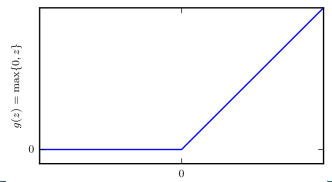 g(z) = max{0, z}
0
0